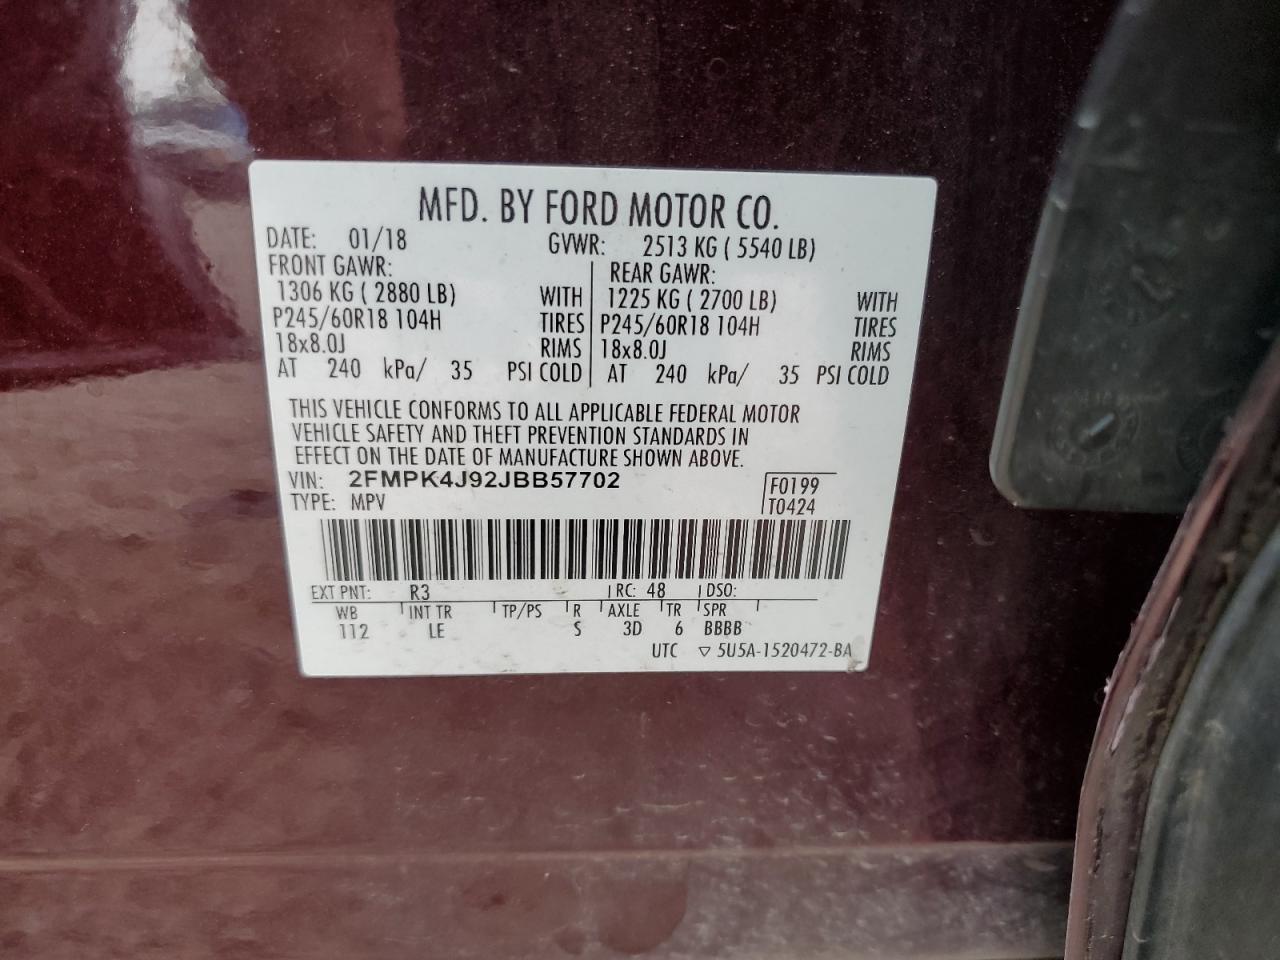 MFD. BY FORD MOTOR CO.
DATE: 01/18 GVWR: 2513 KG ( 5540 LB)
FRONT GAWR: REAR GAWR:
1306 KG ( 2880 LB) WITH 1225 KG ( 2700 LB) WITH
P245/60R18 104H TIRES P245/60R18 104H TIRES
18x8.0J RIMS 18x8.0J RIMS
AT 240 kPa/ 35 PSI COLD AT 240 kPa/ 35 PSI COLD
THIS VEHICLE CONFORMS TO ALL APPLICABLE FEDERAL MOTOR
VEHICLE SAFETY AND THEFT PREVENTION STANDARDS IN
EFFECT ON THE DATE OF MANUFACTURE SHOWN ABOVE.
VIN: 2FMPK4J92JBB57702 F0199
TYPE: MPV T0424
EXT PNT: R3 RC: 48 DSO:
WB INT TR TP/PS R AXLE TR SPR
112 LE S 3D 6 BBBB
UTC ▽ 5U5A-1520472-BA